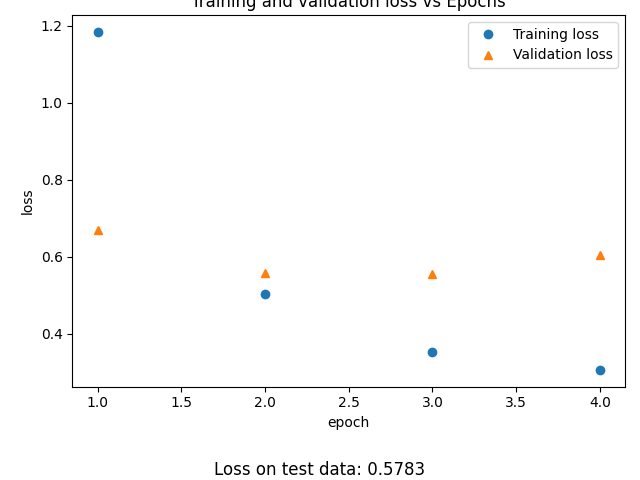 Training and validation loss vs Epochs
1.2
1.0
0.8
0.6
0.4
loss
Training loss
Validation loss
1.0 1.5 2.0 2.5 3.0 3.5 4.0
epoch
Loss on test data: 0.5783